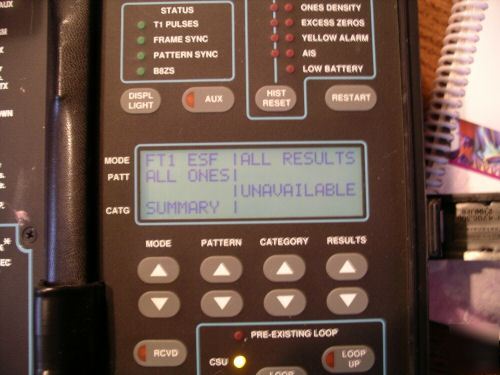 AUX
STATUS
T1 PULSES
FRAME SYNC
PATTERN SYNC
B8ZS
ONES DENSITY
EXCESS ZEROS
YELLOW ALARM
AIS
LOW BATTERY
DISPL LIGHT
AUX
HIST RESET
RESTART
MODE
PATT
CATG
FT1 ESF |ALL RESULTS
ALL ONES|
|UNAVAILABLE
SUMMARY |
MODE
PATTERN
CATEGORY
RESULTS
PRE-EXISTING LOOP
RCVD
CSU
LOOP
LOOP UP